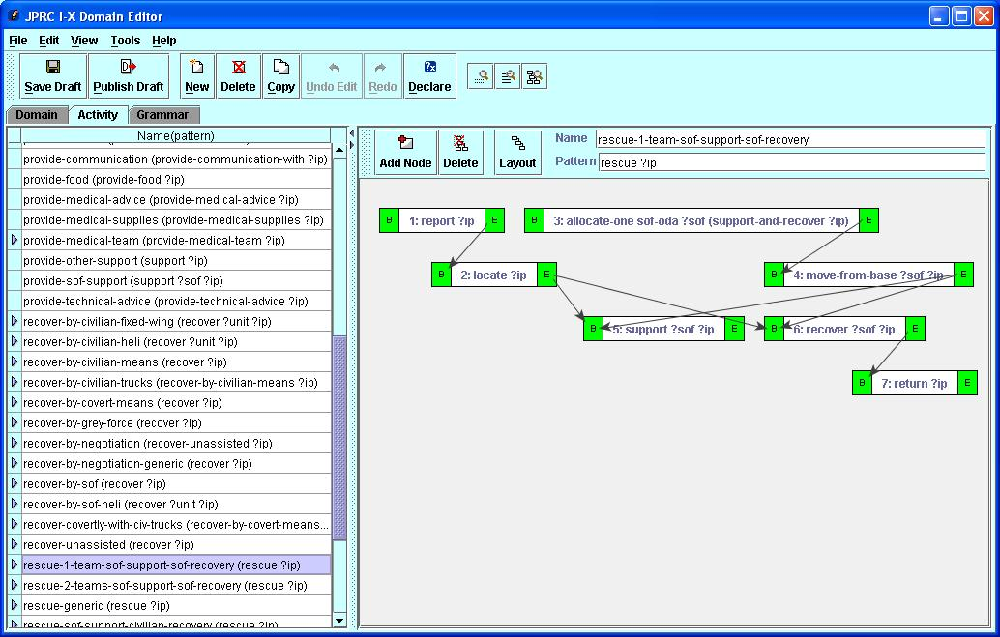 JPRC I-X Domain Editor
File Edit View Tools Help
Save Draft Publish Draft New Delete Copy Undo Edit Redo Declare
Domain Activity Grammar
Name(pattern)
provide-communication (provide-communication-with ?ip)
provide-food (provide-food ?ip)
provide-medical-advice (provide-medical-advice ?ip)
provide-medical-supplies (provide-medical-supplies ?ip)
provide-medical-team (provide-medical-team ?ip)
provide-other-support (support ?ip)
provide-sof-support (support ?sof ?ip)
provide-technical-advice (provide-technical-advice ?ip)
recover-by-civilian-fixed-wing (recover ?unit ?ip)
recover-by-civilian-heli (recover ?unit ?ip)
recover-by-civilian-means (recover ?ip)
recover-by-civilian-trucks (recover-by-civilian-means ?ip)
recover-by-covert-means (recover ?ip)
recover-by-grey-force (recover ?ip)
recover-by-negotiation (recover-unassisted ?ip)
recover-by-negotiation-generic (recover ?ip)
recover-by-sof (recover ?ip)
recover-by-sof-heli (recover ?unit ?ip)
recover-covertly-with-civ-trucks (recover-by-covert-means...
recover-unassisted (recover ?ip)
rescue-1-team-sof-support-sof-recovery (rescue ?ip)
rescue-2-teams-sof-support-sof-recovery (rescue ?ip)
rescue-generic (rescue ?ip)
rescue-sof-support-civilian-recovery (rescue ?ip)
Add Node Delete Layout
Name rescue-1-team-sof-support-sof-recovery
Pattern rescue ?ip
B 1: report ?ip E B 3: allocate-one sof-oda ?sof (support-and-recover ?ip) E
B 2: locate ?ip E B 4: move-from-base ?sof ?ip E
B 5: support ?sof ?ip E B 6: recover ?sof ?ip E
B 7: return ?ip E